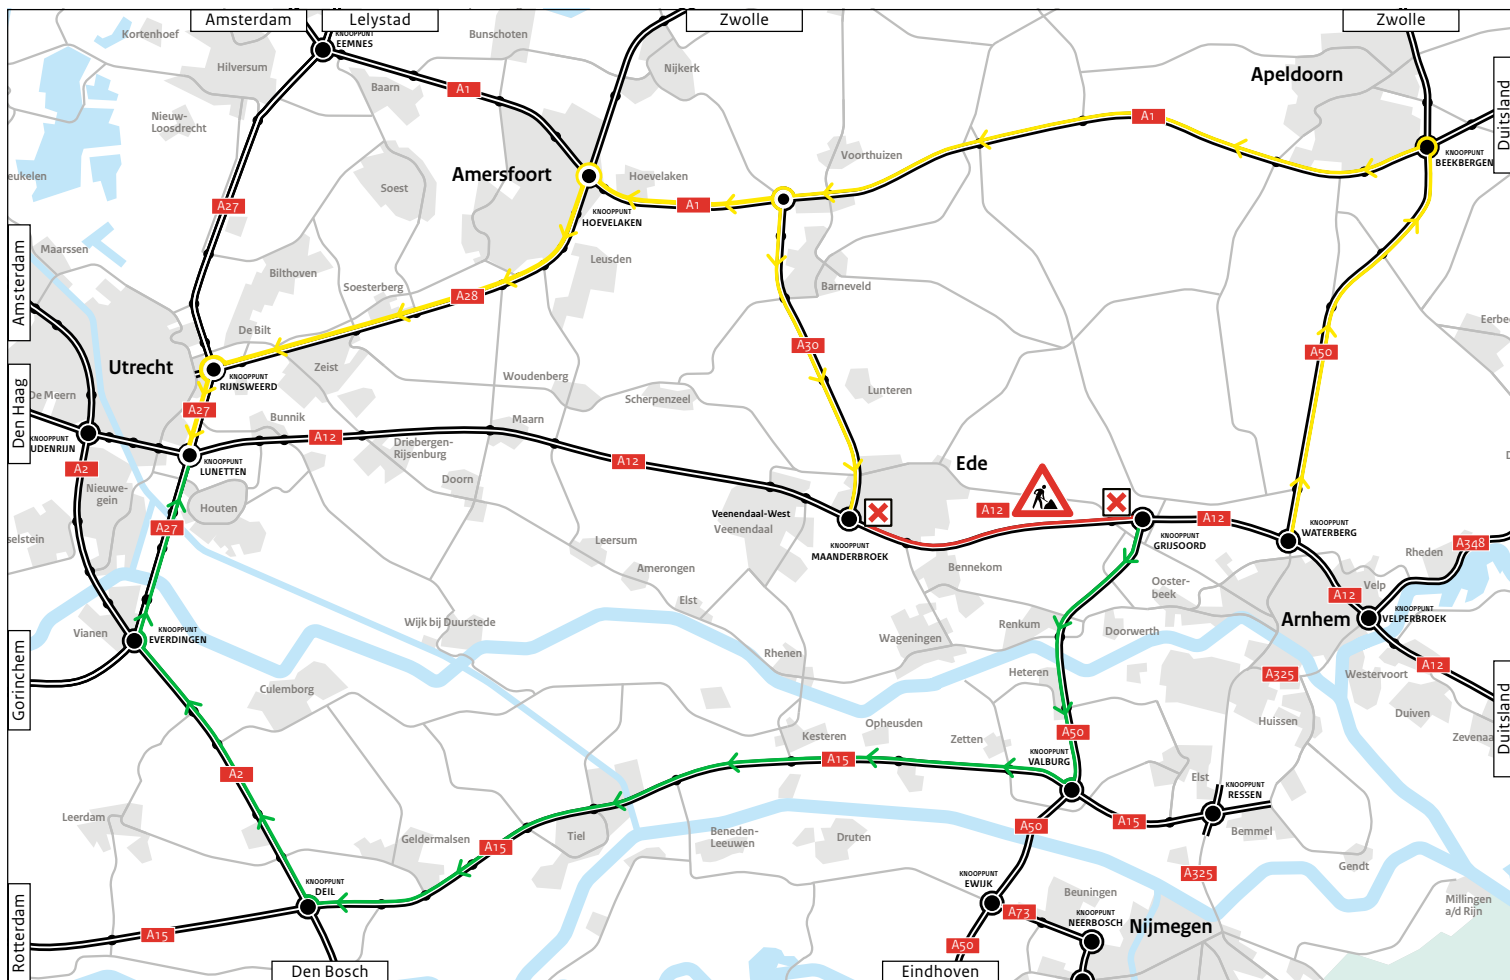 Amsterdam
Lelystad
Zwolle
Zwolle
KNOOPPUNT
EEMNES
Kortenhoef
Bunschoten
Hilversum
Baarn
A1
Nijkerk
Apeldoorn
Duitsland
Nieuw-
Loosdrecht
A1
Voorthuizen
KNOOPPUNT
BEEKBERGEN
Amersfoort
Hoevelaken
eukelen
Soest
A27
A1
KNOOPPUNT
HOEVELAKEN
Maarssen
Amsterdam
Bilthoven
Leusden
Soesterberg
A28
Barneveld
De Bilt
Eerbe
A30
A50
Utrecht
Zeist
KNOOPPUNT
RIJNSWEERD
Woudenberg
Scherpenzeel
Lunteren
De Meern
Den Haag
A27
Bunnik
Maarn
KNOOPPUNT
UDENRIJN
A12
Driebergen-
Rijsenburg
KNOOPPUNT
LUNETTEN
A12
Ede
A2
Doorn
Nieuwe-
gein
Houten
A12
Veenendaal-West
Veenendaal
A12
A27
KNOOPPUNT
WATERBERG
selstein
Leersum
KNOOPPUNT
MAANDERBROEK
KNOOPPUNT
GRIJSOORD
A348
Rheden
Amerongen
Bennekom
Ooster-
beek
Velp
A12
Elst
KNOOPPUNT
VELPERBROEK
Wijk bij Duurstede
Renkum
Doorwerth
Arnhem
Vianen
KNOOPPUNT
EVERDINGEN
Wageningen
Rhenen
A12
Gorinchem
Heteren
A325
Westervoort
Culemborg
Duitsland
Opheusden
Huissen
Duiven
Kesteren
Zetten
A50
Zevenaa
KNOOPPUNT
VALBURG
A15
A2
Elst
KNOOPPUNT
RESSEN
Leerdam
A50
A15
Bemmel
Geldermalsen
Tiel
Beneden-
Leeuwen
Druten
A15
Gendt
A325
KNOOPPUNT
EWIJK
KNOOPPUNT
DEIL
Beuningen
Millingen
a/d Rijn
A73
KNOOPPUNT
NEERBOSCH
Nijmegen
Rotterdam
A15
A50
Den Bosch
Eindhoven